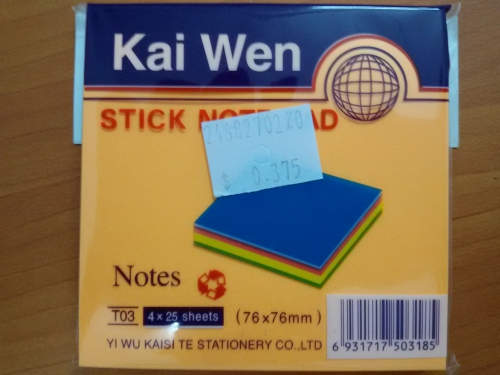 Kai Wen
STICK NOTE PAD
24682702Z0
$ 0.375
Notes
T03 4 x 25 sheets (76x76mm)
YI WU KAISI TE STATIONERY CO.,LTD
6 931717 503185